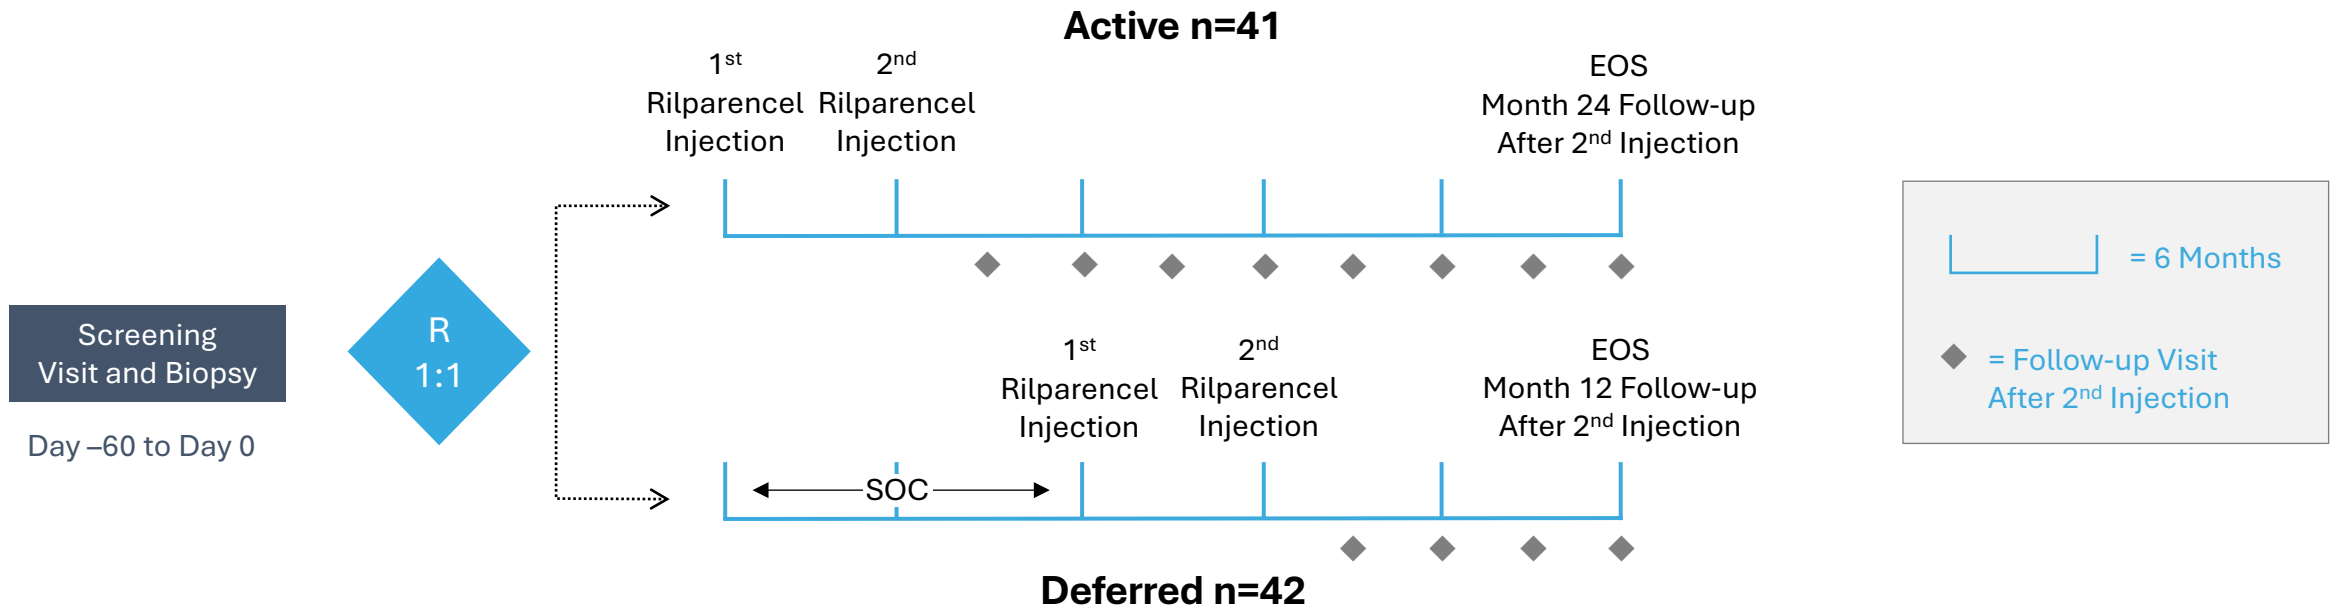 Active n=41
1st
Rilparencel
Injection
2nd
Rilparencel
Injection
EOS
Month 24 Follow-up
After 2nd Injection
Screening
Visit and Biopsy
Day –60 to Day 0
R
1:1
1st
Rilparencel
Injection
2nd
Rilparencel
Injection
EOS
Month 12 Follow-up
After 2nd Injection
SOC
Deferred n=42
= 6 Months
= Follow-up Visit
After 2nd Injection